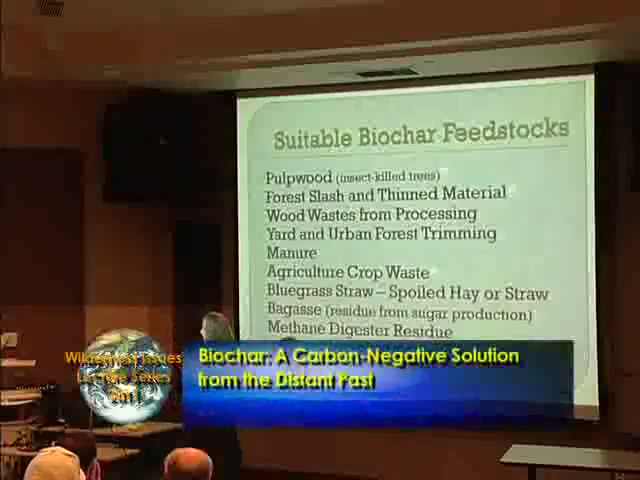 Suitable Biochar Feedstocks
Pulpwood (insect-killed trees)
Forest Slash and Thinned Material
Wood Wastes from Processing
Yard and Urban Forest Trimming
Manure
Agriculture Crop Waste
Bluegrass Straw – Spoiled Hay or Straw
Bagasse (residue from sugar production)
Methane Digester Residue
Wilderness Issues
Lecture Series
2011
Biochar: A Carbon-Negative Solution
from the Distant Past